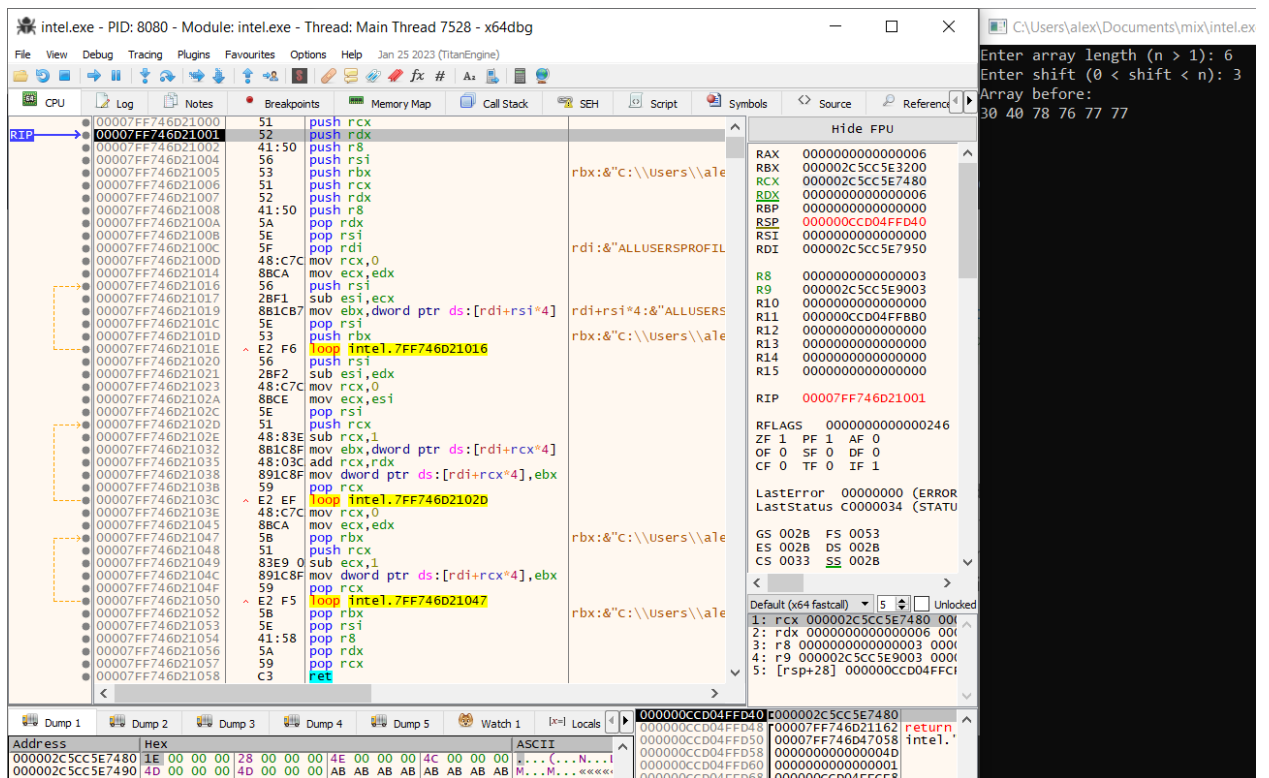 intel.exe - PID: 8080 - Module: intel.exe - Thread: Main Thread 7528 - x64dbg
File View Debug Tracing Plugins Favourites Options Help Jan 25 2023 (TitanEngine)
CPU Log Notes Breakpoints Memory Map Call Stack SEH Script Symbols Source Reference
RIP
00007FF746D21000 51 push rcx
00007FF746D21001 52 push rdx
00007FF746D21002 41:50 push r8
00007FF746D21004 56 push rsi
00007FF746D21005 53 push rbx rbx:&"C:\\Users\\ale
00007FF746D21006 51 push rcx
00007FF746D21007 52 push rdx
00007FF746D21008 41:50 push r8
00007FF746D2100A 5A pop rdx
00007FF746D2100B 5E pop rsi
00007FF746D2100C 5F pop rdi rdi:&"ALLUSERSPROFIL
00007FF746D2100D 48:C7C mov rcx,0
00007FF746D21014 8BCA mov ecx,edx
00007FF746D21016 56 push rsi
00007FF746D21017 2BF1 sub esi,ecx
00007FF746D21019 8B1CB7 mov ebx,dword ptr ds:[rdi+rsi*4] rdi+rsi*4:&"ALLUSERS
00007FF746D2101C 5E pop rsi
00007FF746D2101D 53 push rbx rbx:&"C:\\Users\\ale
00007FF746D2101E E2 F6 loop intel.7FF746D21016
00007FF746D21020 56 push rsi
00007FF746D21021 2BF2 sub esi,edx
00007FF746D21023 48:C7C mov rcx,0
00007FF746D2102A 8BCE mov ecx,esi
00007FF746D2102C 5E pop rsi
00007FF746D2102D 51 push rcx
00007FF746D2102E 48:83E sub rcx,1
00007FF746D21032 8B1C8F mov ebx,dword ptr ds:[rdi+rcx*4]
00007FF746D21035 48:03C add rcx,rdx
00007FF746D21038 891C8F mov dword ptr ds:[rdi+rcx*4],ebx
00007FF746D2103B 59 pop rcx
00007FF746D2103C E2 EF loop intel.7FF746D2102D
00007FF746D2103E 48:C7C mov rcx,0
00007FF746D21045 8BCA mov ecx,edx
00007FF746D21047 5B pop rbx rbx:&"C:\\Users\\ale
00007FF746D21048 51 push rcx
00007FF746D21049 83E9 0 sub ecx,1
00007FF746D2104C 891C8F mov dword ptr ds:[rdi+rcx*4],ebx
00007FF746D2104F 59 pop rcx
00007FF746D21050 E2 F5 loop intel.7FF746D21047
00007FF746D21052 5B pop rbx rbx:&"C:\\Users\\ale
00007FF746D21053 5E pop rsi
00007FF746D21054 41:58 pop r8
00007FF746D21056 5A pop rdx
00007FF746D21057 59 pop rcx
00007FF746D21058 C3 ret
Hide FPU
RAX 0000000000000006
RBX 000002C5CC5E3200
RCX 000002C5CC5E7480
RDX 0000000000000006
RBP 0000000000000000
RSP 000000CCD04FFD40
RSI 0000000000000000
RDI 000002C5CC5E7950
R8 0000000000000003
R9 000002C5CC5E9003
R10 0000000000000000
R11 000000CCD04FFBB0
R12 0000000000000000
R13 0000000000000000
R14 0000000000000000
R15 0000000000000000
RIP 00007FF746D21001
RFLAGS 0000000000000246
ZF 1 PF 1 AF 0
OF 0 SF 0 DF 0
CF 0 TF 0 IF 1
LastError 00000000 (ERROR
LastStatus C0000034 (STATU
GS 002B FS 0053
ES 002B DS 002B
CS 0033 SS 002B
Default (x64 fastcall) 5 Unlocked
1: rcx 000002C5CC5E7480 000
2: rdx 0000000000000006 000
3: r8 0000000000000003 0000
4: r9 000002C5CC5E9003 0000
5: [rsp+28] 000000CCD04FFCF
Dump 1 Dump 2 Dump 3 Dump 4 Dump 5 Watch 1 [x=] Locals
Address Hex ASCII
000002C5CC5E7480 1E 00 00 00 28 00 00 00 4E 00 00 00 4C 00 00 00 ....(...N...L
000002C5CC5E7490 4D 00 00 00 4D 00 00 00 AB AB AB AB AB AB AB AB M...M...««««
000000CCD04FFD40 000002C5CC5E7480
000000CCD04FFD48 00007FF746D21162 return
000000CCD04FFD50 00007FF746D47058 intel.'
000000CCD04FFD58 000000000000004D
000000CCD04FFD60 0000000000000001
C:\Users\alex\Documents\mix\intel.ex
Enter array length (n > 1): 6
Enter shift (0 < shift < n): 3
Array before:
30 40 78 76 77 77